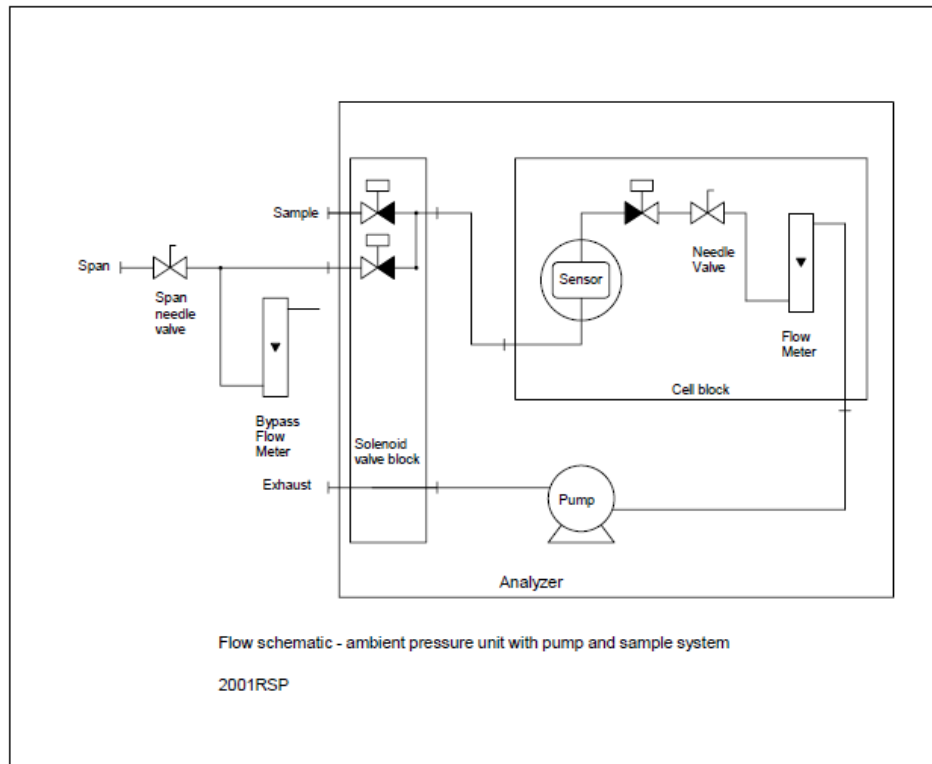 Sample
Span
Span
needle
valve
Bypass
Flow
Meter
Solenoid
valve block
Exhaust
Sensor
Needle
Valve
Flow
Meter
Cell block
Pump
Analyzer
Flow schematic - ambient pressure unit with pump and sample system
2001RSP